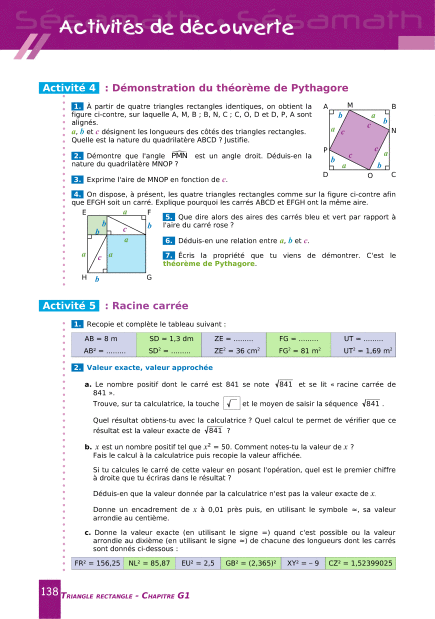 Sésamath Sésamath Sésamath
Activités de découverte
Activité 4 : Démonstration du théorème de Pythagore
1. À partir de quatre triangles rectangles identiques, on obtient la
figure ci-contre, sur laquelle A, M, B ; B, N, C ; C, O, D et D, P, A sont
alignés.
a, b et c désignent les longueurs des côtés des triangles rectangles.
Quelle est la nature du quadrilatère ABCD ? Justifie.
A M B
b a
b
a c c N
P c a
b c
a b
D O C
2. Démontre que l'angle PMN est un angle droit. Déduis-en la
nature du quadrilatère MNOP ?
3. Exprime l'aire de MNOP en fonction de c.
4. On dispose, à présent, les quatre triangles rectangles comme sur la figure ci-contre afin
que EFGH soit un carré. Explique pourquoi les carrés ABCD et EFGH ont la même aire.
E a F
b c b
b
a
a c a
H b G
5. Que dire alors des aires des carrés bleu et vert par rapport à
l'aire du carré rose ?
6. Déduis-en une relation entre a, b et c.
7. Écris la propriété que tu viens de démontrer. C'est le
théorème de Pythagore.
Activité 5 : Racine carrée
1. Recopie et complète le tableau suivant :
AB = 8 m SD = 1,3 dm ZE = ......... FG = ......... UT = .........
AB² = ......... SD² = ......... ZE² = 36 cm² FG² = 81 m² UT² = 1,69 m²
2. Valeur exacte, valeur approchée
a. Le nombre positif dont le carré est 841 se note √841 et se lit « racine carrée de
841 ».
Trouve, sur ta calculatrice, la touche √ et le moyen de saisir la séquence √841 .
Quel résultat obtiens-tu avec la calculatrice ? Quel calcul te permet de vérifier que ce
résultat est la valeur exacte de √841 ?
b. x est un nombre positif tel que x² = 50. Comment notes-tu la valeur de x ?
Fais le calcul à la calculatrice puis recopie la valeur affichée.
Si tu calcules le carré de cette valeur en posant l'opération, quel est le premier chiffre
à droite que tu écriras dans le résultat ?
Déduis-en que la valeur donnée par la calculatrice n'est pas la valeur exacte de x.
Donne un encadrement de x à 0,01 près puis, en utilisant le symbole ≈, sa valeur
arrondie au centième.
c. Donne la valeur exacte (en utilisant le signe =) quand c'est possible ou la valeur
arrondie au dixième (en utilisant le signe ≈) de chacune des longueurs dont les carrés
sont donnés ci-dessous :
FR² = 156,25 NL² = 85,87 EU² = 2,5 GB² = (2,365)² XY² = – 9 CZ² = 1,52399025
138 TRIANGLE RECTANGLE – CHAPITRE G1